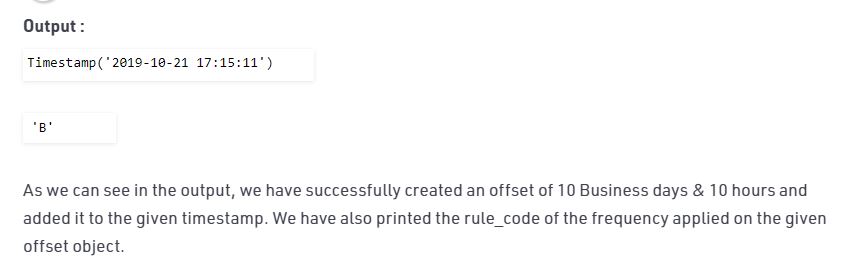 Output :
Timestamp('2019-10-21 17:15:11')
'B'
As we can see in the output, we have successfully created an offset of 10 Business days & 10 hours and
added it to the given timestamp. We have also printed the rule_code of the frequency applied on the given
offset object.